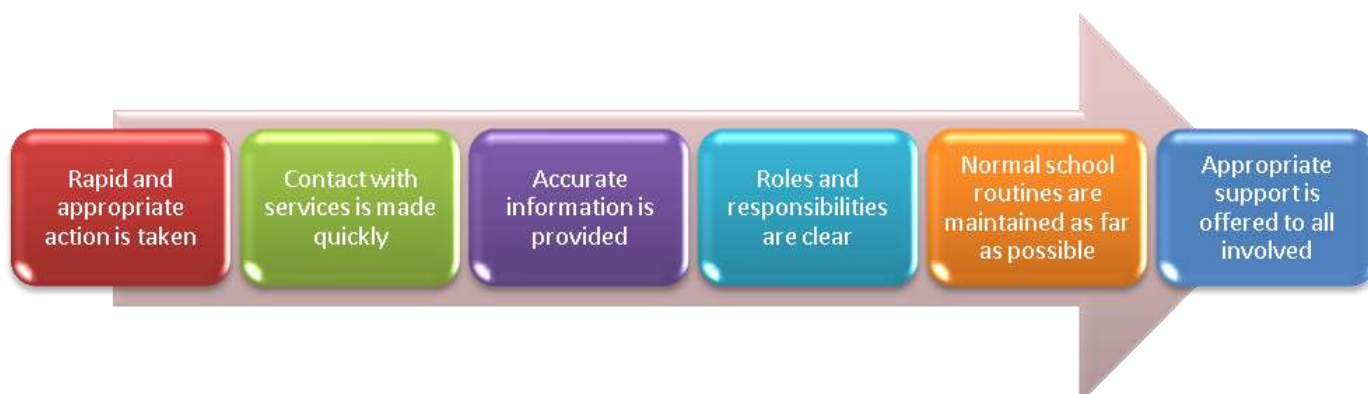 Rapid and
appropriate
action is taken
Contact with
services is made
quickly
Accurate
information is
provided
Roles and
responsibilities
are clear
Normal school
routines are
maintained as far
as possible
Appropriate
support is
offered to all
involved